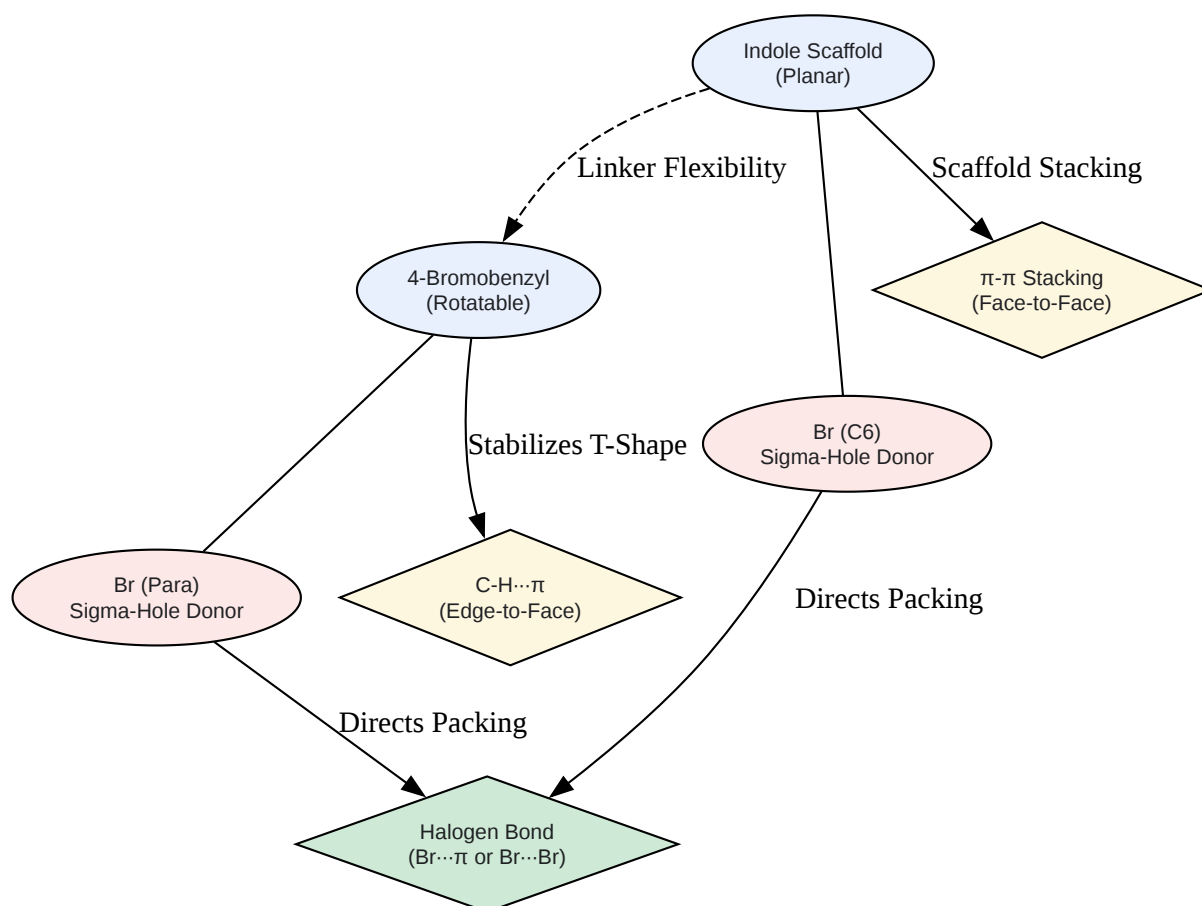 Indole Scaffold
(Planar)
Linker Flexibility
Scaffold Stacking
4-Bromobenzyl
(Rotatable)
π-π Stacking
(Face-to-Face)
Stabilizes T-Shape
Br (C6)
Sigma-Hole Donor
Br (Para)
Sigma-Hole Donor
C-H···π
(Edge-to-Face)
Directs Packing
Directs Packing
Halogen Bond
(Br···π or Br···Br)